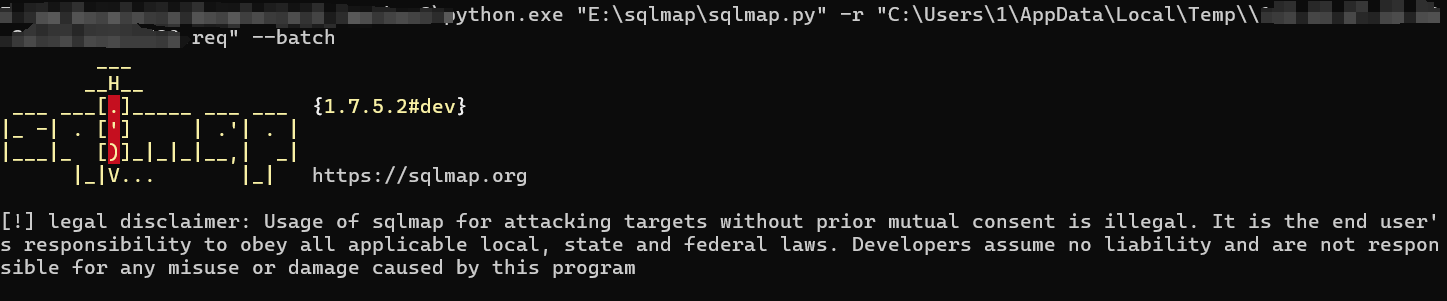 \python.exe "E:\sqlmap\sqlmap.py" -r "C:\Users\1\AppData\Local\Temp\\
req" --batch
       ___
      __H__
 ___ ___[.]_____ ___ ___  {1.7.5.2#dev}
|_ -| . [']     | .'| . |
|___|_  [)]_|_|_|__,|  _|
      |_|V...       |_|   https://sqlmap.org
[!] legal disclaimer: Usage of sqlmap for attacking targets without prior mutual consent is illegal. It is the end user'
s responsibility to obey all applicable local, state and federal laws. Developers assume no liability and are not respon
sible for any misuse or damage caused by this program